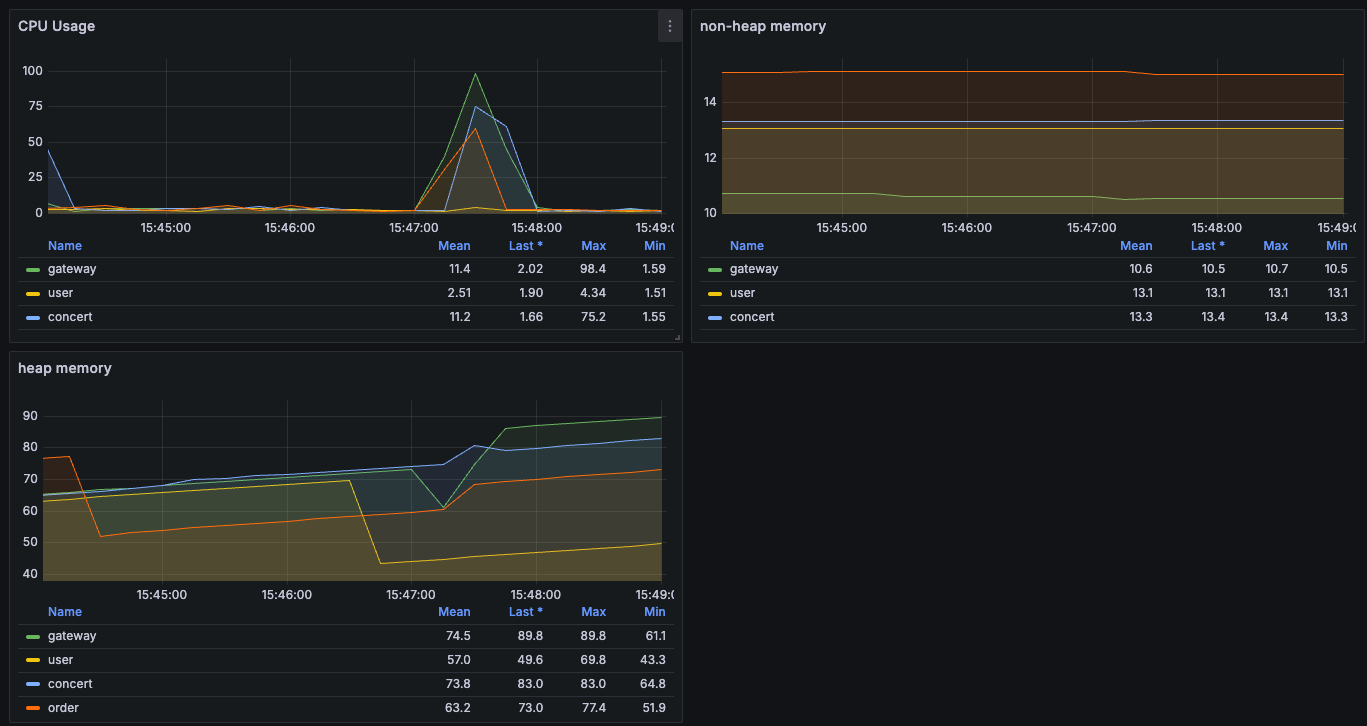 CPU Usage
100
75
50
25
0
15:45:00 15:46:00 15:47:00 15:48:00 15:49:0
Name Mean Last * Max Min
gateway 11.4 2.02 98.4 1.59
user 2.51 1.90 4.34 1.51
concert 11.2 1.66 75.2 1.55
non-heap memory
14
12
10
15:45:00 15:46:00 15:47:00 15:48:00 15:49:0
Name Mean Last * Max Min
gateway 10.6 10.5 10.7 10.5
user 13.1 13.1 13.1 13.1
concert 13.3 13.4 13.4 13.3
heap memory
90
80
70
60
50
40
15:45:00 15:46:00 15:47:00 15:48:00 15:49:0
Name Mean Last * Max Min
gateway 74.5 89.8 89.8 61.1
user 57.0 49.6 69.8 43.3
concert 73.8 83.0 83.0 64.8
order 63.2 73.0 77.4 51.9